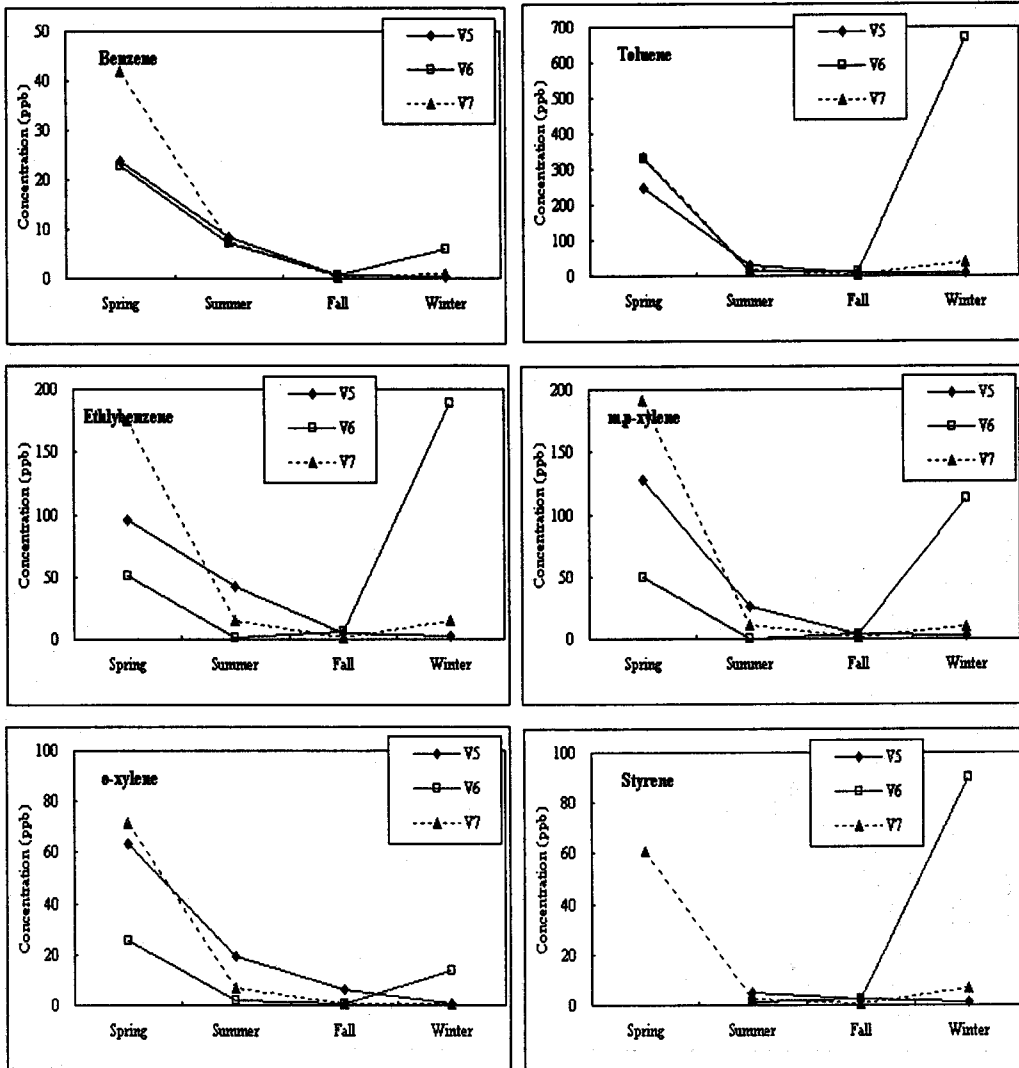 Benzene
V5
V6
V7
Concentration (ppb)
50
40
30
20
10
0
Spring Summer Fall Winter
Toluene
V5
V6
V7
Concentration (ppb)
700
600
500
400
300
200
100
0
Spring Summer Fall Winter
Ethlybenzene
V5
V6
V7
Concentration (ppb)
200
150
100
50
0
Spring Summer Fall Winter
m,p-xylene
V5
V6
V7
Concentration (ppb)
200
150
100
50
0
Spring Summer Fall Winter
o-xylene
V5
V6
V7
Concentration (ppb)
100
80
60
40
20
0
Spring Summer Fall Winter
Styrene
V5
V6
V7
Concentration (ppb)
100
80
60
40
20
0
Spring Summer Fall Winter